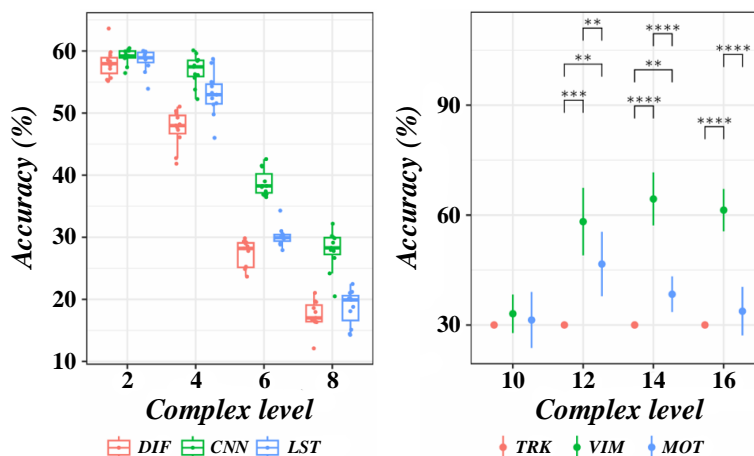 Accuracy (%)
60
50
40
30
20
10
2 4 6 8
Complex level
DIF CNN LST
Accuracy (%)
90
60
30
**
****
**
**
****
***
****
****
10 12 14 16
Complex level
TRK VIM MOT